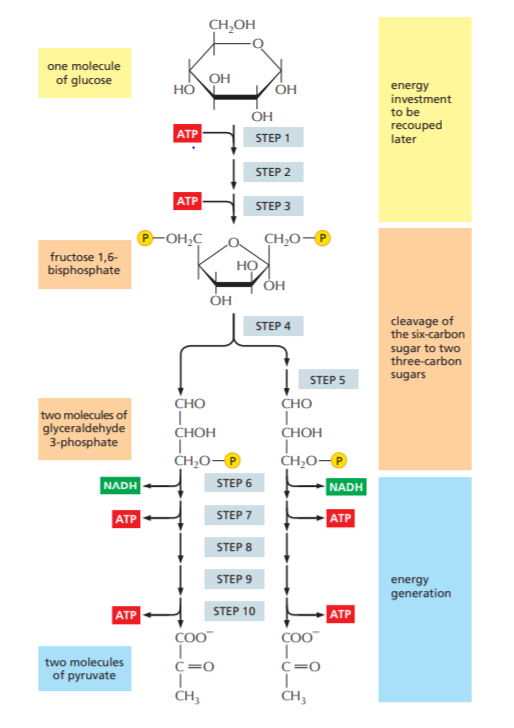 CH₂OH
O
one molecule
of glucose
HO
OH
OH
OH
energy
investment
to be
recouped
later
ATP
STEP 1
STEP 2
ATP
STEP 3
P OH₂C
O
CH₂O P
fructose 1,6-
bisphosphate
HO
OH
OH
STEP 4
cleavage of
the six-carbon
sugar to two
three-carbon
sugars
STEP 5
CHO
CHO
two molecules of
glyceraldehyde
3-phosphate
CHOH
CHOH
CH₂O P
CH₂O P
NADH
STEP 6
NADH
ATP
STEP 7
ATP
STEP 8
STEP 9
energy
generation
ATP
STEP 10
ATP
COO⁻
COO⁻
two molecules
of pyruvate
C=O
C=O
CH₃
CH₃